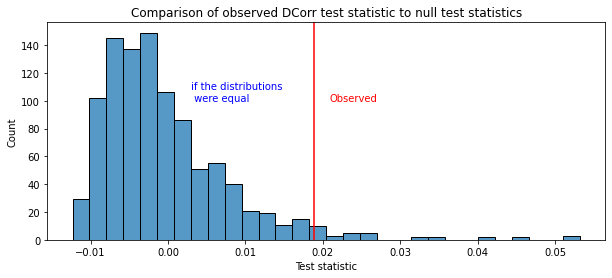 Comparison of observed DCorr test statistic to null test statistics
140
120
if the distributions
were equal
Observed
100
80
60
40
20
0
Count
−0.01 0.00 0.01 0.02 0.03 0.04 0.05
Test statistic